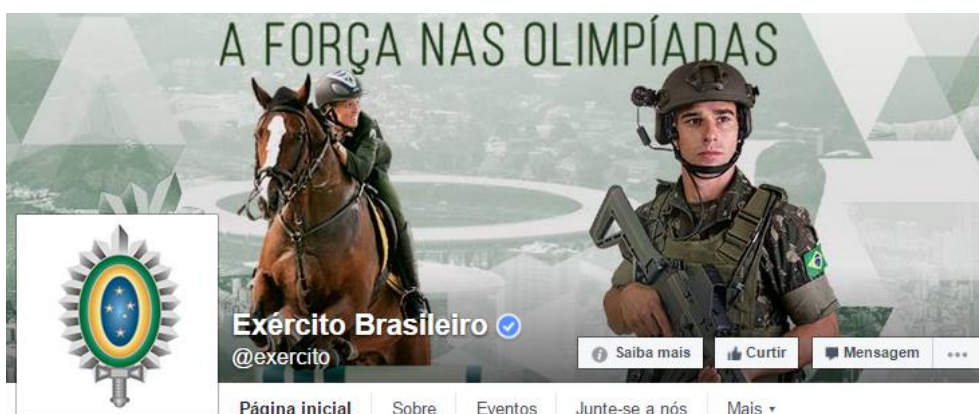 A FORÇA NAS OLIMPÍADAS
Exército Brasileiro
@exercito
Saiba mais
Curtir
Mensagem
Página inicial
Sobre
Eventos
Junte-se a nós
Mais